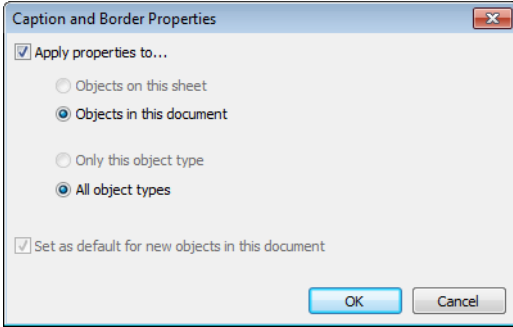 Caption and Border Properties
Apply properties to...
Objects on this sheet
Objects in this document
Only this object type
All object types
Set as default for new objects in this document
OK Cancel